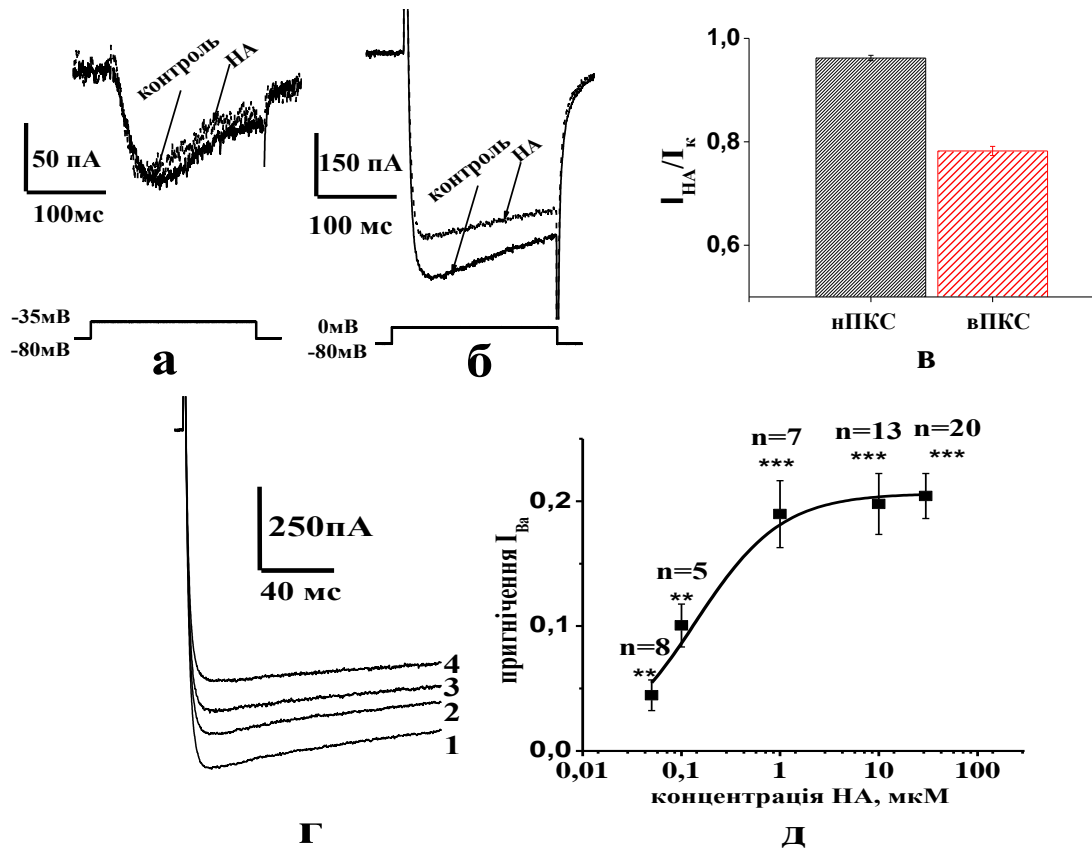 контроль
НА
50 пА
100мс
-35мВ
-80мВ
а
контроль
НА
150 пА
100 мс
0мВ
-80мВ
б
1,0
0,8
0,6
I_НА/I_к
нПКС
вПКС
в
250пА
40 мс
4
3
2
1
г
пригнічення I_Ba
0,2
0,1
0,0
n=8
**
n=5
**
n=7
***
n=13
***
n=20
***
0,01
0,1
1
10
100
концентрація НА, мкМ
д